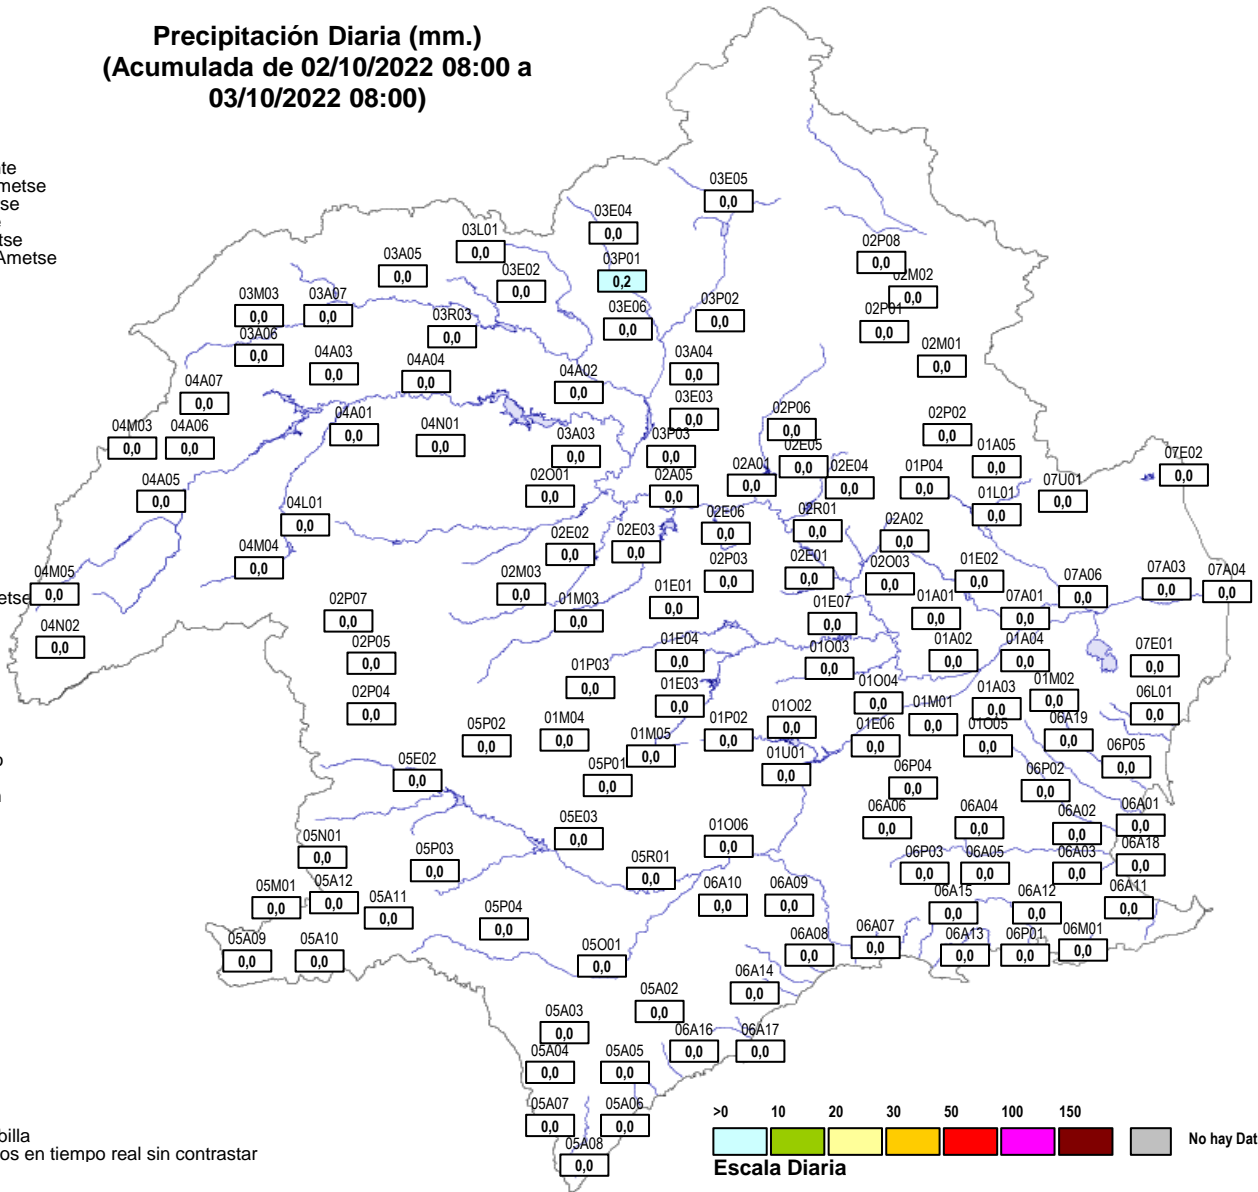 Precipitación Diaria (mm.)
(Acumulada de 02/10/2022 08:00 a
03/10/2022 08:00)
nte
metse
se
e
tse
Ametse
03E05
0,0
03E04
0,0
03L01
0,0
03A05
0,0
03E02
0,0
03P01
0,2
02P08
0,0
02M02
0,0
03M03
0,0
03A07
0,0
03R03
0,0
03E06
0,0
03P02
0,0
02P01
0,0
03A06
0,0
04A03
0,0
04A04
0,0
04A02
0,0
03A04
0,0
02M01
0,0
04A07
0,0
03E03
0,0
04M03
0,0
04A06
0,0
04A01
0,0
04N01
0,0
03A03
0,0
03P03
0,0
02P06
0,0
02P02
0,0
02E05
0,0
01A05
0,0
07E02
0,0
04A05
0,0
02O01
0,0
02A05
0,0
02A01
0,0
02E04
0,0
01P04
0,0
01L01
0,0
07U01
0,0
04L01
0,0
02E02
0,0
02E03
0,0
02E06
0,0
02R01
0,0
02A02
0,0
04M04
0,0
04M05
0,0
etse
02M03
0,0
01M03
0,0
01E01
0,0
02P03
0,0
02E01
0,0
02O03
0,0
01E02
0,0
07A06
0,0
07A03
0,0
07A04
0,0
04N02
0,0
02P07
0,0
01E07
0,0
01A01
0,0
07A01
0,0
02P05
0,0
01E04
0,0
01O03
0,0
01A02
0,0
01A04
0,0
07E01
0,0
02P04
0,0
01P03
0,0
01E03
0,0
01O04
0,0
01M01
0,0
01A03
0,0
01M02
0,0
06L01
0,0
05P02
0,0
01M04
0,0
01M05
0,0
01P02
0,0
01O02
0,0
01E06
0,0
01O05
0,0
06A19
0,0
06P05
0,0
o
05E02
0,0
05P01
0,0
01U01
0,0
06P04
0,0
06P02
0,0
05E03
0,0
01O06
0,0
06A06
0,0
06A04
0,0
06A02
0,0
06A01
0,0
05N01
0,0
05P03
0,0
05R01
0,0
06P03
0,0
06A05
0,0
06A03
0,0
06A18
0,0
05M01
0,0
05A12
0,0
05A11
0,0
05P04
0,0
06A10
0,0
06A09
0,0
06A15
0,0
06A12
0,0
06A11
0,0
05A09
0,0
05A10
0,0
05O01
0,0
06A08
0,0
06A07
0,0
06A13
0,0
06P01
0,0
06M01
0,0
06A14
0,0
05A02
0,0
05A03
0,0
06A16
0,0
06A17
0,0
05A04
0,0
05A05
0,0
05A07
0,0
05A06
0,0
05A08
0,0
billa
os en tiempo real sin contrastar
>0 10 20 30 50 100 150
No hay Dat
Escala Diaria